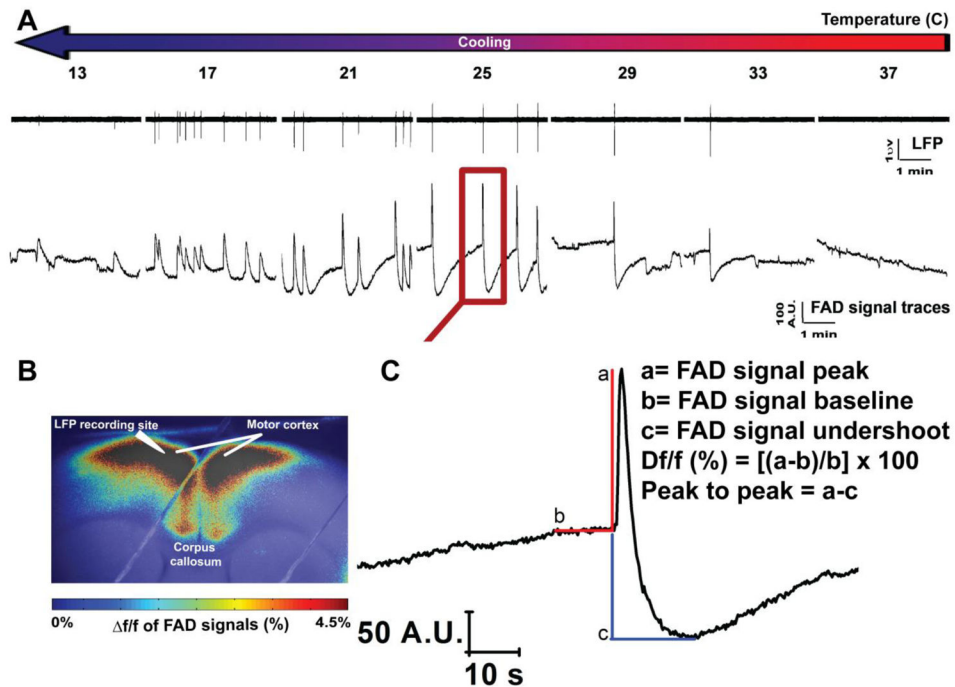 A
Temperature (C)
Cooling
13 17 21 25 29 33 37
1uv
LFP
1 min
100
A.U.
FAD signal traces
1 min
B
LFP recording site
Motor cortex
Corpus
callosum
0% Δf/f of FAD signals (%) 4.5%
C
a
b
c
a= FAD signal peak
b= FAD signal baseline
c= FAD signal undershoot
Df/f (%) = [(a-b)/b] x 100
Peak to peak = a-c
50 A.U.
10 s